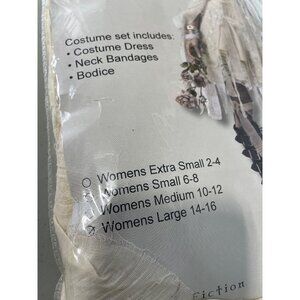 Costume set includes:
• Costume Dress
• Neck Bandages
• Bodice
Womens Extra Small 2-4
Womens Small 6-8
Womens Medium 10-12
Womens Large 14-16
Fiction